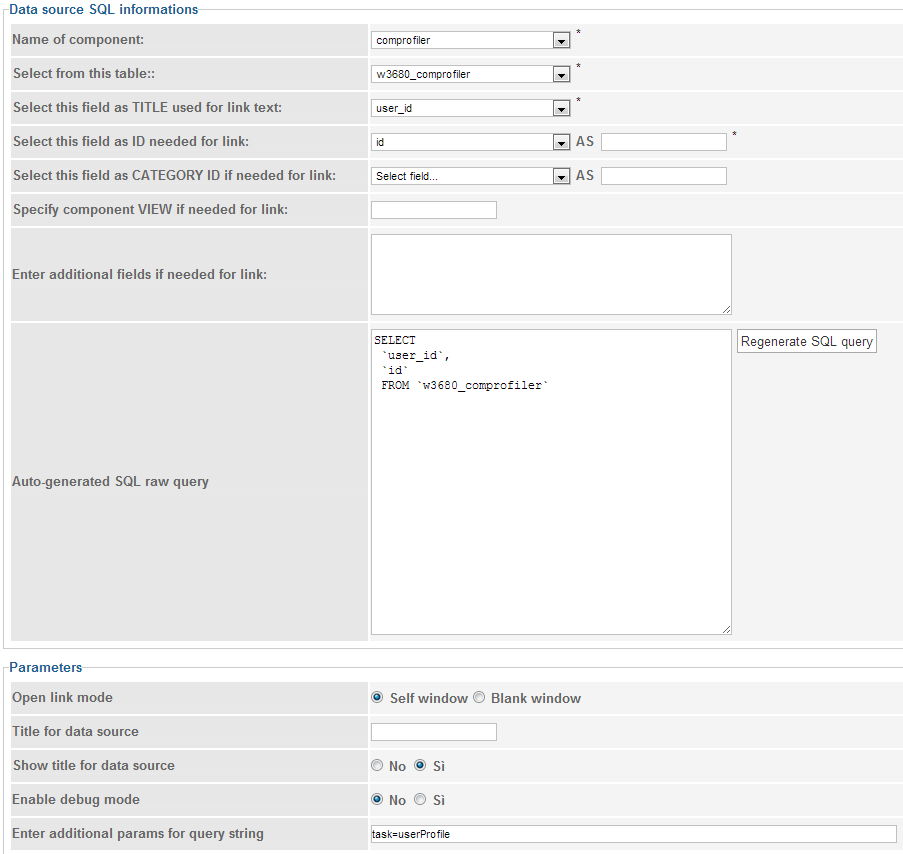 Data source SQL informations
Name of component: comprofiler *
Select from this table:: w3680_comprofiler *
Select this field as TITLE used for link text: user_id *
Select this field as ID needed for link: id AS *
Select this field as CATEGORY ID if needed for link: Select field... AS
Specify component VIEW if needed for link:
Enter additional fields if needed for link:
SELECT
`user_id`,
`id`
FROM `w3680_comprofiler`
Regenerate SQL query
Auto-generated SQL raw query
Parameters
Open link mode Self window Blank window
Title for data source
Show title for data source No Sì
Enable debug mode No Sì
Enter additional params for query string task=userProfile